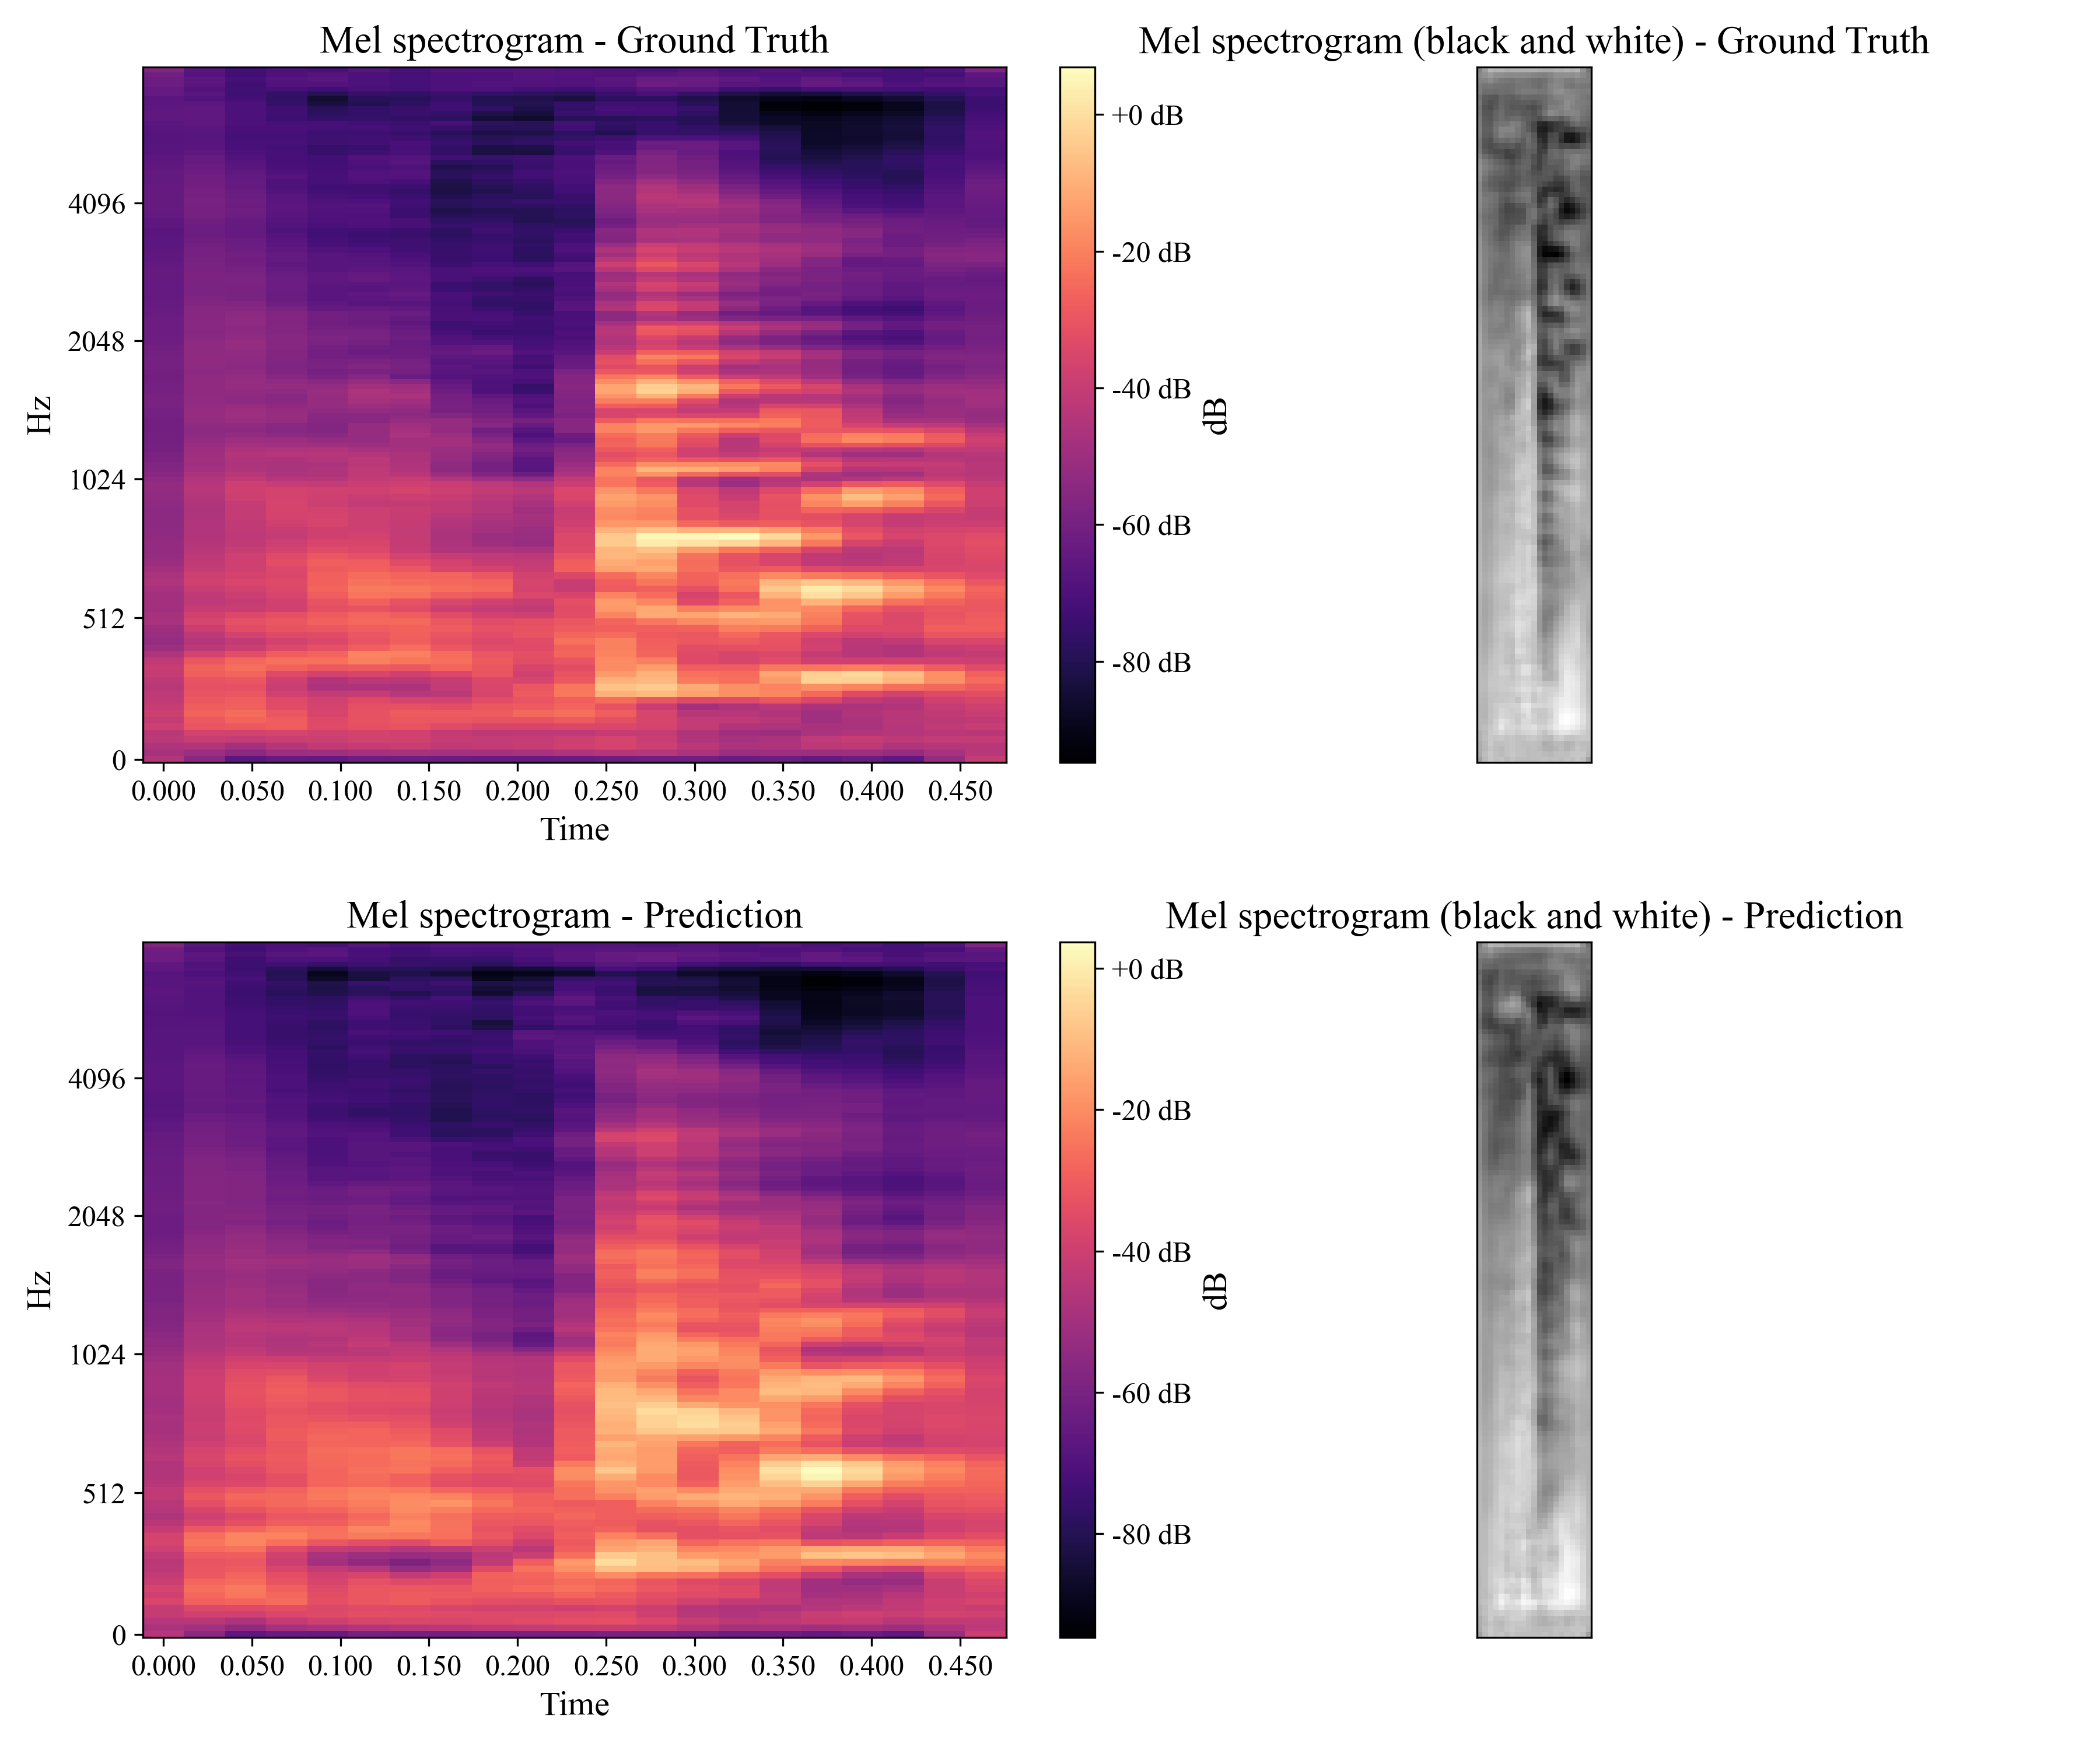 Mel spectrogram - Ground Truth
Mel spectrogram (black and white) - Ground Truth
+0 dB
-20 dB
-40 dB
-60 dB
-80 dB
dB
4096
2048
1024
512
0
Hz
0.000 0.050 0.100 0.150 0.200 0.250 0.300 0.350 0.400 0.450
Time
Mel spectrogram - Prediction
Mel spectrogram (black and white) - Prediction
+0 dB
-20 dB
-40 dB
-60 dB
-80 dB
dB
4096
2048
1024
512
0
Hz
0.000 0.050 0.100 0.150 0.200 0.250 0.300 0.350 0.400 0.450
Time